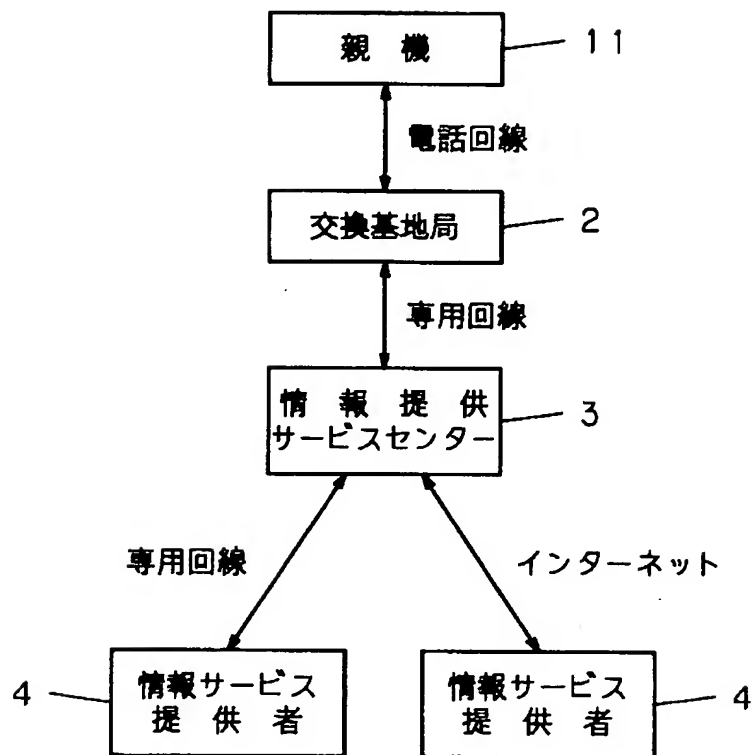 親機
11
電話回線
交換基地局
2
専用回線
情報提供
サービスセンター
3
専用回線
インターネット
4
情報サービス
提供者
情報サービス
提供者
4